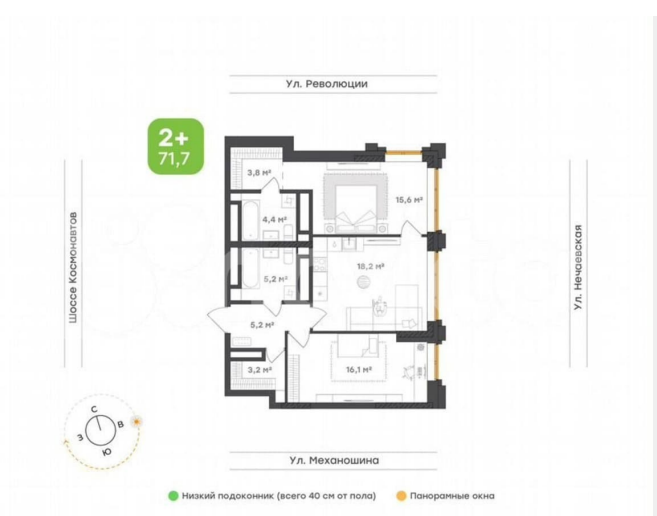 Ул. Революции
2+
71,7
3,8 м²
15,6 м²
4,4 м²
Шоссе Космонавтов
5,2 м²
18,2 м²
Ул. Нечаевская
5,2 м²
3,2 м²
16,1 м²
С
З
В
Ю
Ул. Механошина
Низкий подоконник (всего 40 см от пола)
Панорамные окна